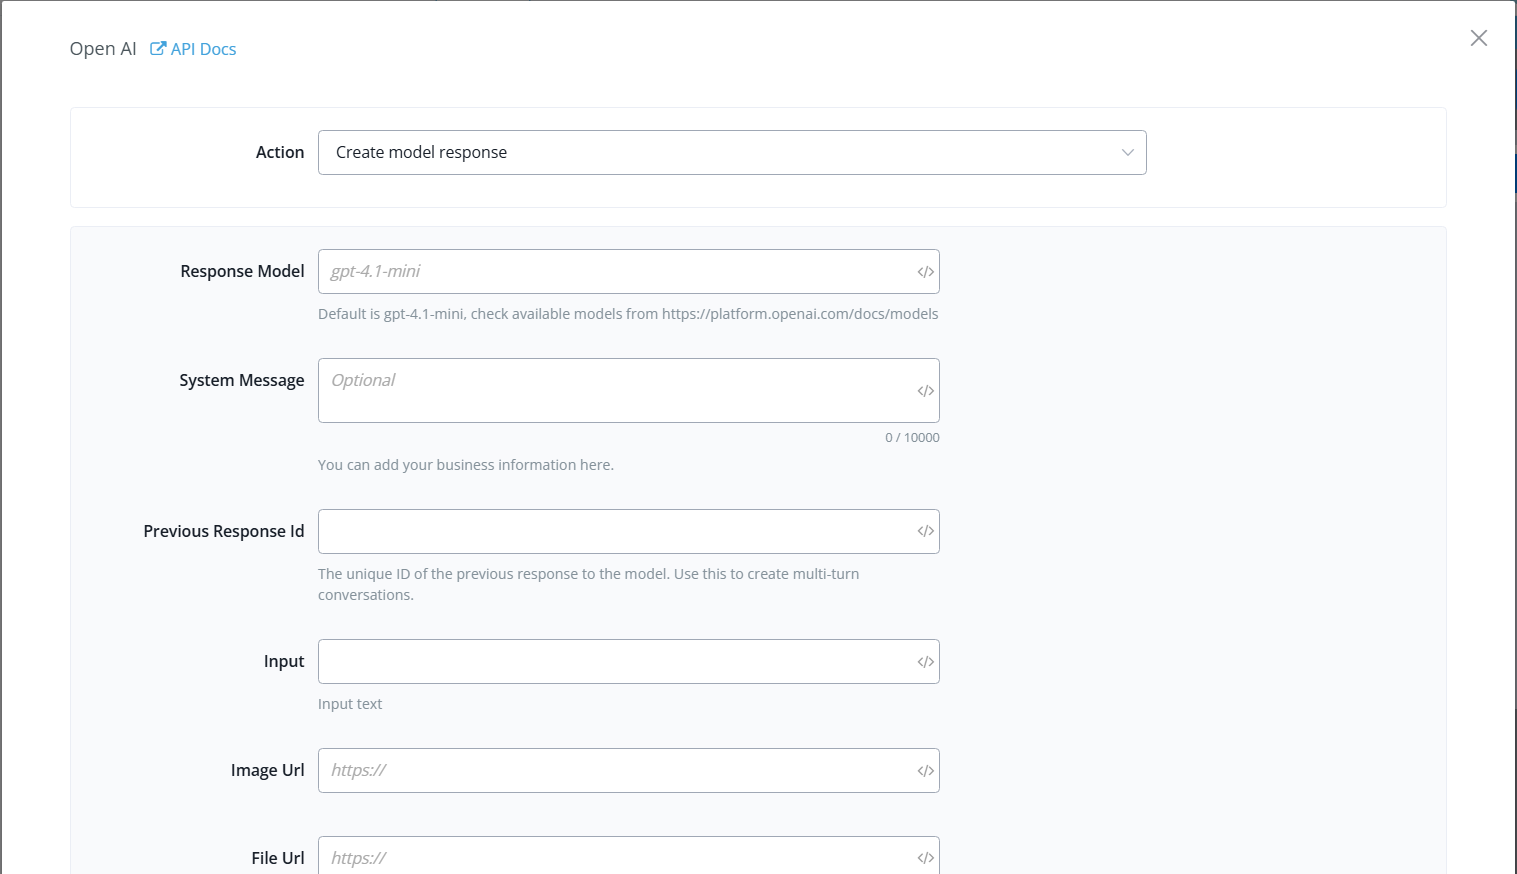 Open AI API Docs
Action Create model response
Response Model gpt-4.1-mini </>
Default is gpt-4.1-mini, check available models from https://platform.openai.com/docs/models
System Message Optional </>
0 / 10000
You can add your business information here.
Previous Response Id </>
The unique ID of the previous response to the model. Use this to create multi-turn
conversations.
Input </>
Input text
Image Url https:// </>
File Url https:// </>